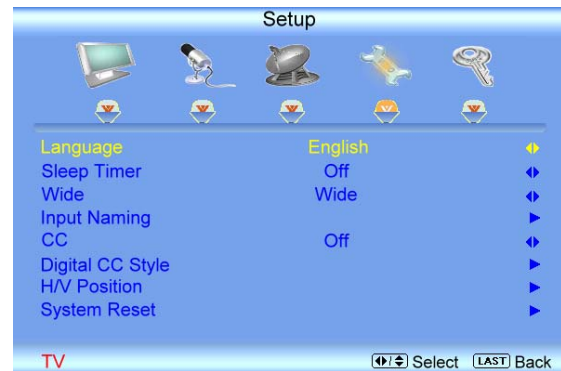 Setup
Language English
Sleep Timer Off
Wide Wide
Input Naming
CC Off
Digital CC Style
H/V Position
System Reset
TV Select LAST Back